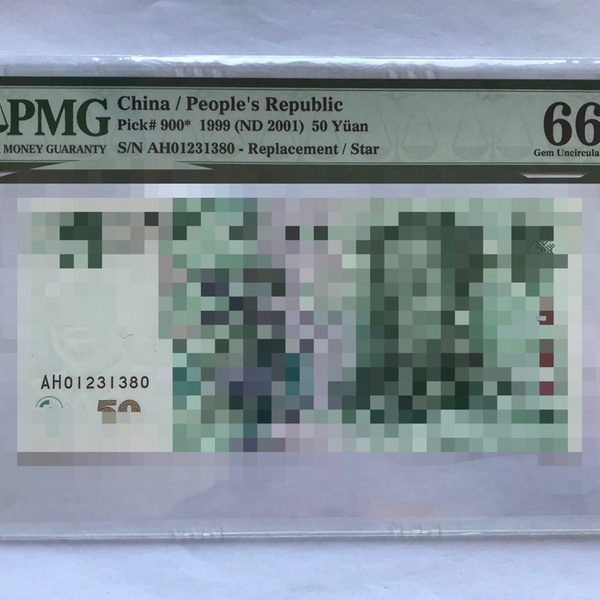 PMG
MONEY GUARANTY
China / People's Republic
Pick# 900* 1999 (ND 2001) 50 Yüan
S/N AH01231380 - Replacement / Star
66
Gem Uncircula
AH01231380
50